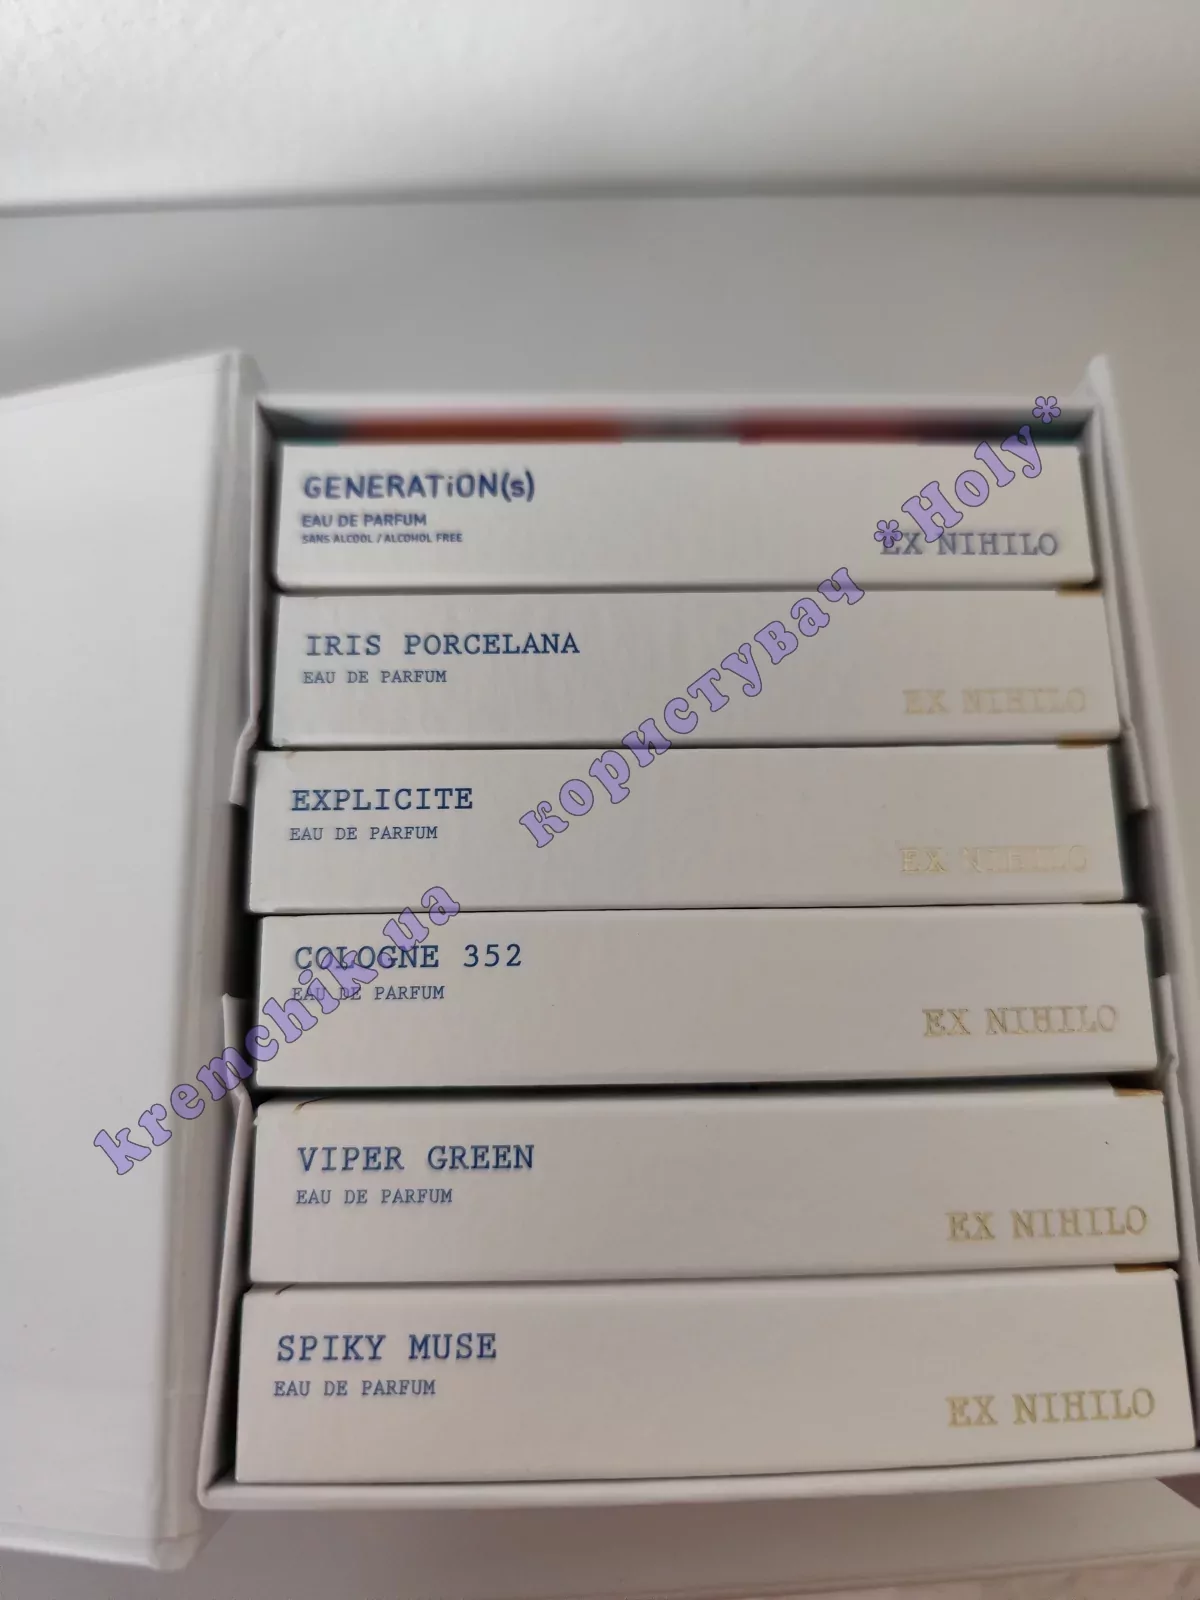 GENERATiON(s)
EAU DE PARFUM
SANS ALCOOL / ALCOHOL FREE
EX NIHILO
IRIS PORCELANA
EAU DE PARFUM
EX NIHILO
EXPLICITE
EAU DE PARFUM
EX NIHILO
COLOGNE 352
EAU DE PARFUM
EX NIHILO
VIPER GREEN
EAU DE PARFUM
EX NIHILO
SPIKY MUSE
EAU DE PARFUM
EX NIHILO
kremchik.ua користувач *Holy*